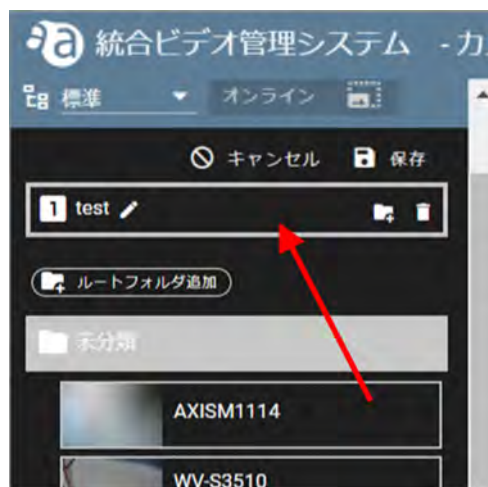 統合ビデオ管理システム - カ
標準 オンライン
キャンセル 保存
1 test
ルートフォルダ追加
未分類
AXISM1114
WV-S3510